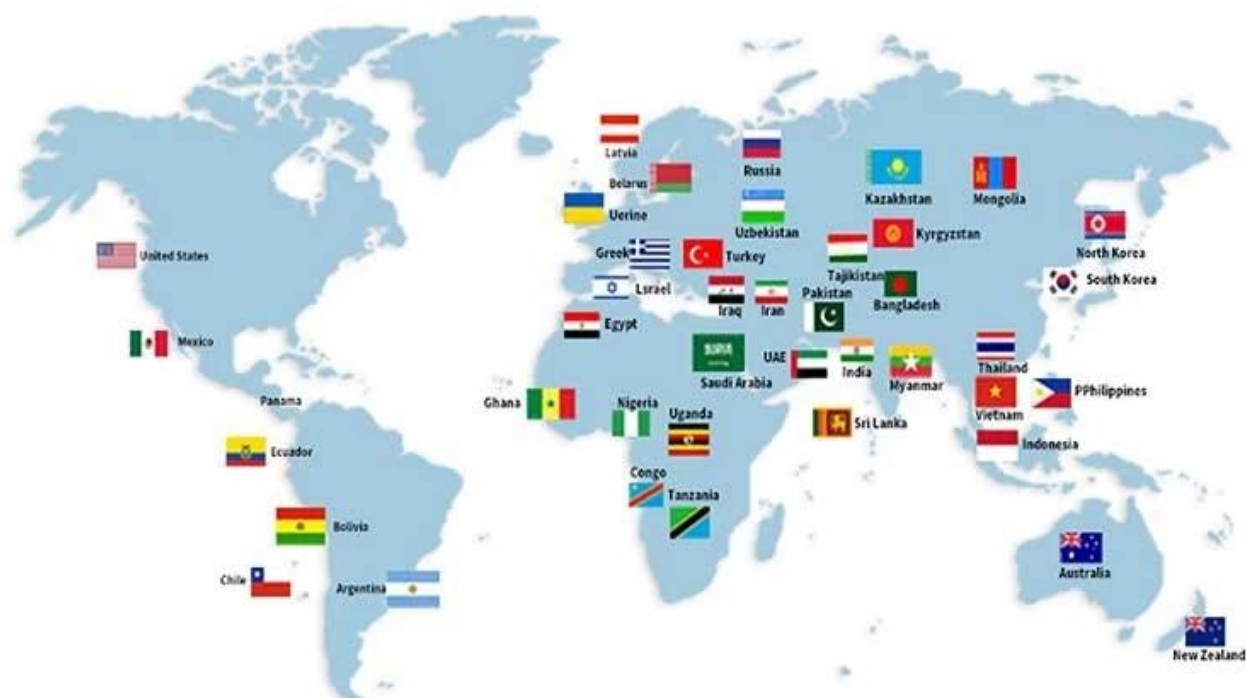 Latvia
Russia
Belarus
Kazakhstan
Mongolia
Uerine
Uzbekistan
Kyrgyzstan
North Korea
United States
Greek
Turkey
Tajikistan
South Korea
Lsrael
Iraq
Iran
Pakistan
Bangladesh
Egypt
Mexico
Saudi Arabia
UAE
India
Myanmar
Thailand
Panama
Ghana
Nigeria
Uganda
Sri Lanka
Vietnam
PPhilippines
Ecuador
Indonesia
Congo
Tanzania
Bolivia
Chile
Argentina
Australia
New Zealand